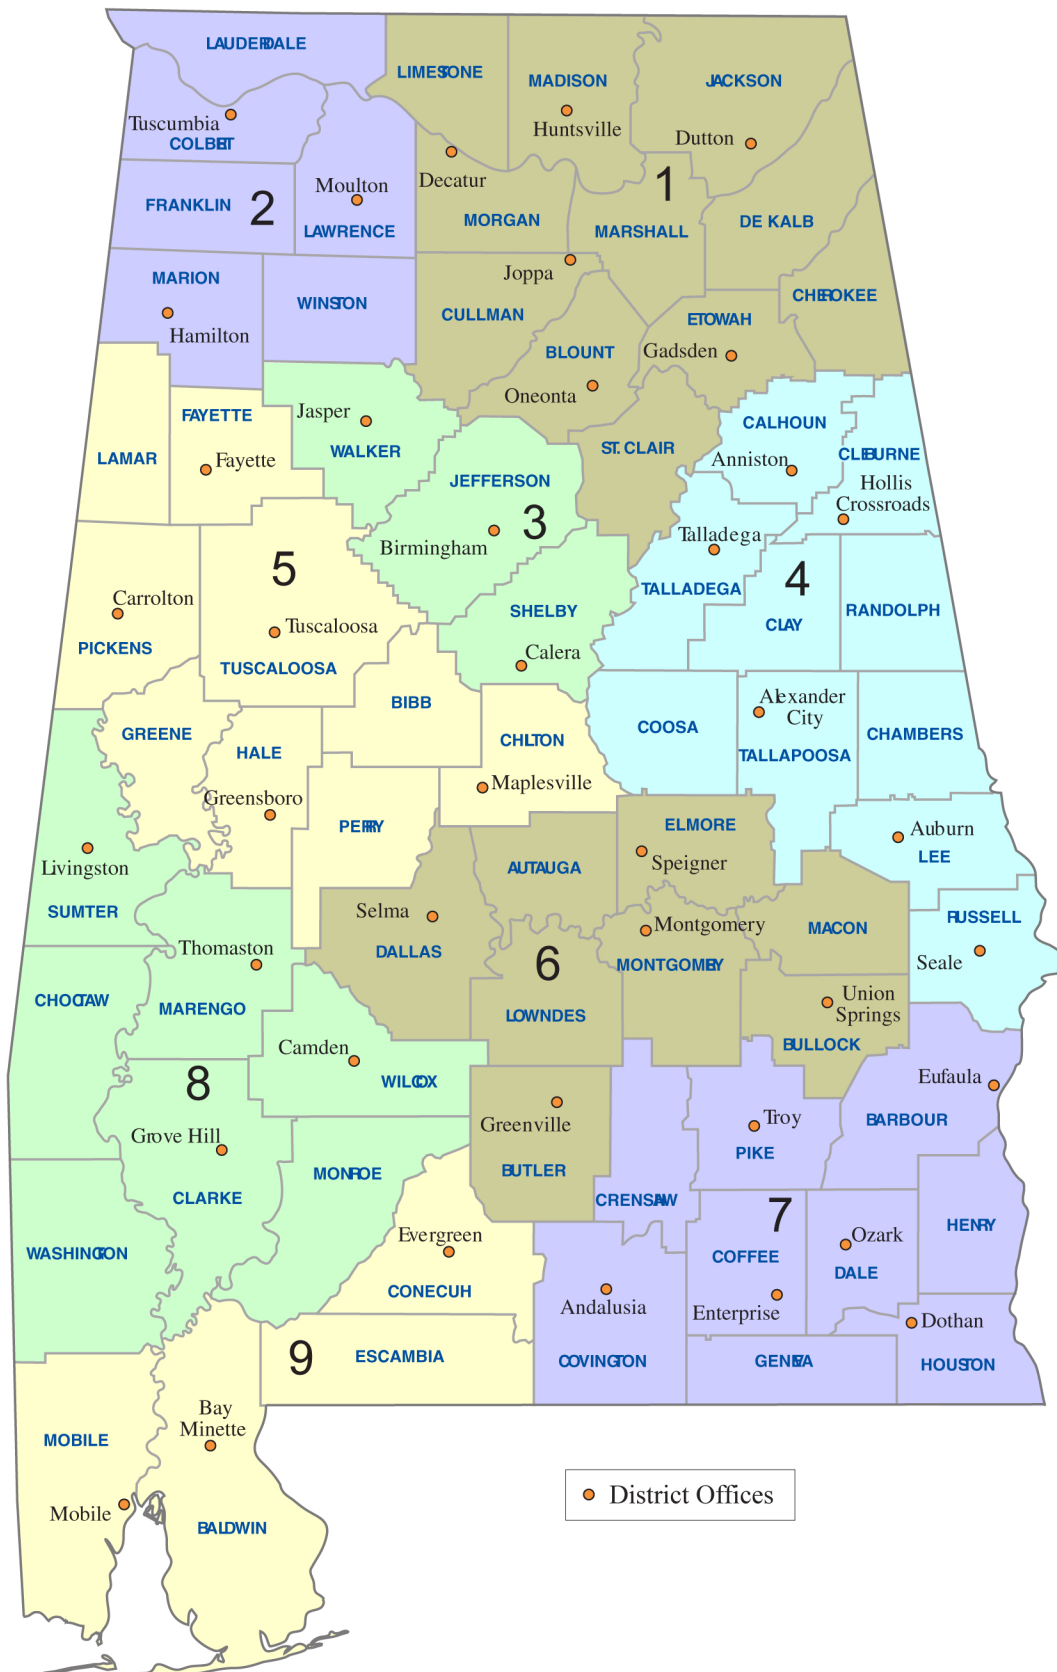 LAUDERDALE
LIMESTONE
MADISON
JACKSON
Tuscumbia
COLBERT
Huntsville
Dutton
Decatur
Moulton
FRANKLIN
2
LAWRENCE
MORGAN
1
MARSHALL
DE KALB
MARION
WINSTON
Joppa
CULLMAN
CHEROKEE
ETOWAH
Hamilton
BLOUNT
Gadsden
Oneonta
FAYETTE
Jasper
WALKER
ST. CLAIR
CALHOUN
LAMAR
Fayette
Anniston
CLEBURNE
JEFFERSON
Hollis
Crossroads
3
Birmingham
Talladega
TALLADEGA
4
5
Carrolton
PICKENS
Tuscaloosa
TUSCALOOSA
SHELBY
Calera
CLAY
RANDOLPH
BIBB
GREENE
HALE
CHILTON
COOSA
Alexander
City
TALLAPOOSA
CHAMBERS
Greensboro
Maplesville
PERRY
ELMORE
Auburn
LEE
Livingston
AUTAUGA
Speigner
SUMTER
Selma
DALLAS
Montgomery
MONTGOMERY
MACON
RUSSELL
Seale
Thomaston
MARENGO
6
CHOCTAW
LOWNDES
Union
Springs
BULLOCK
Camden
WILCOX
8
Eufaula
BARBOUR
Grove Hill
Greenville
Troy
PIKE
MONROE
BUTLER
CLARKE
CRENSHAW
7
HENRY
WASHINGTON
Evergreen
CONECUH
COFFEE
Ozark
DALE
Andalusia
Enterprise
Dothan
9
ESCAMBIA
COVINGTON
GENEVA
HOUSTON
Bay
Minette
MOBILE
Mobile
BALDWIN
District Offices